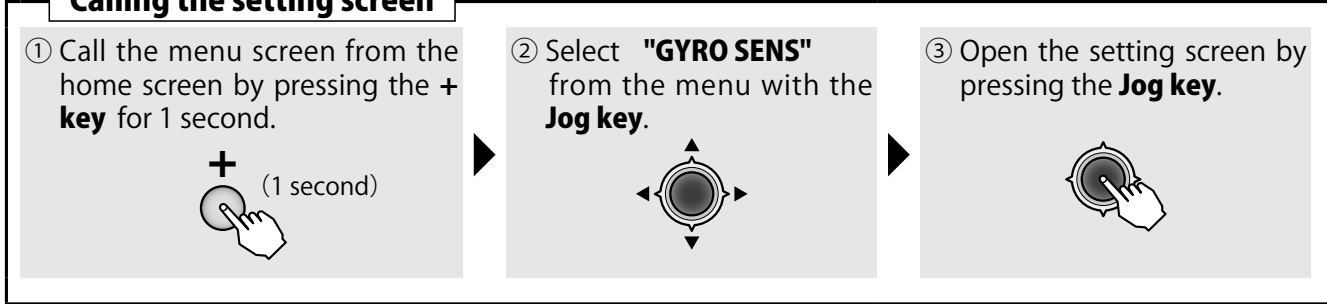 Calling the setting screen
① Call the menu screen from the
home screen by pressing the +
key for 1 second.
+
(1 second)
② Select "GYRO SENS"
from the menu with the
Jog key.
③ Open the setting screen by
pressing the Jog key.